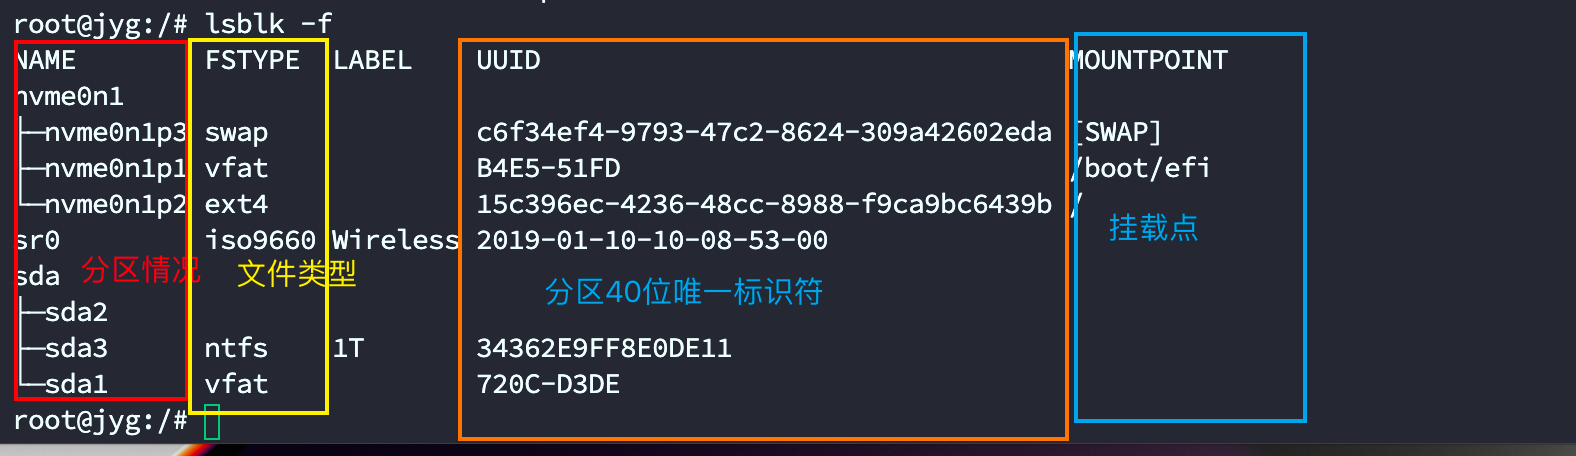 root@jyg:/# lsblk -f
NAME FSTYPE LABEL UUID MOUNTPOINT
nvme0n1
├─nvme0n1p3 swap c6f34ef4-9793-47c2-8624-309a42602eda [SWAP]
├─nvme0n1p1 vfat B4E5-51FD /boot/efi
└─nvme0n1p2 ext4 15c396ec-4236-48cc-8988-f9ca9bc6439b /
挂载点
sr0 iso9660 Wireless 2019-01-10-10-08-53-00
sda
分区情况
文件类型
分区40位唯一标识符
├─sda2
├─sda3 ntfs 1T 34362E9FF8E0DE11
└─sda1 vfat 720C-D3DE
root@jyg:/#